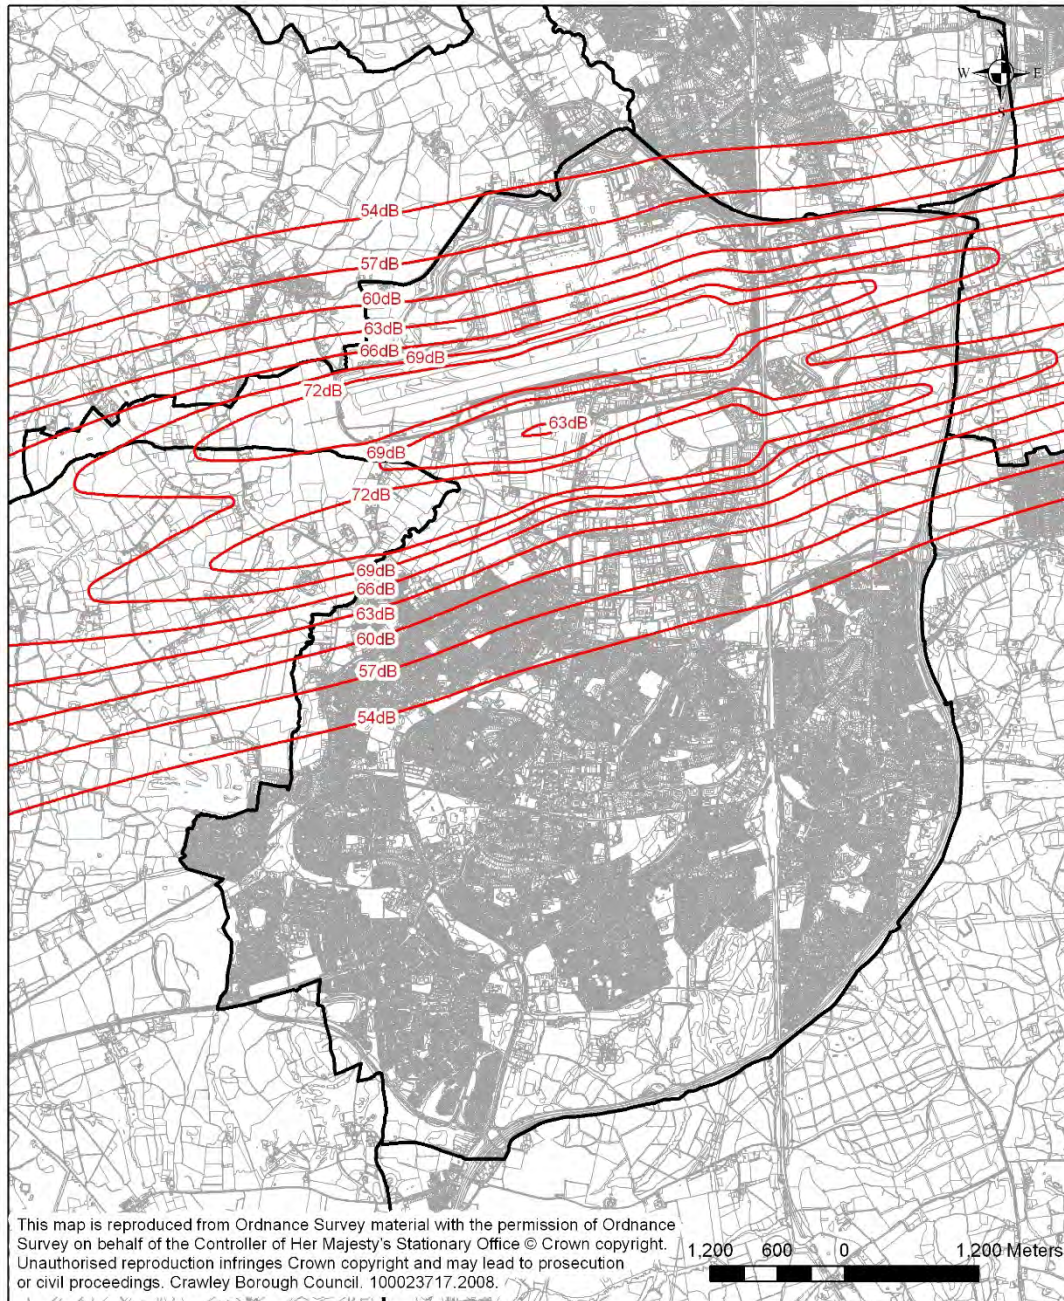 W E
54dB
57dB
60dB
63dB
66dB
69dB
72dB
63dB
69dB
72dB
69dB
66dB
63dB
60dB
57dB
54dB
This map is reproduced from Ordnance Survey material with the permission of Ordnance
Survey on behalf of the Controller of Her Majesty's Stationary Office © Crown copyright.
Unauthorised reproduction infringes Crown copyright and may lead to prosecution
or civil proceedings. Crawley Borough Council. 100023717.2008.
1,200 600 0 1,200 Meters